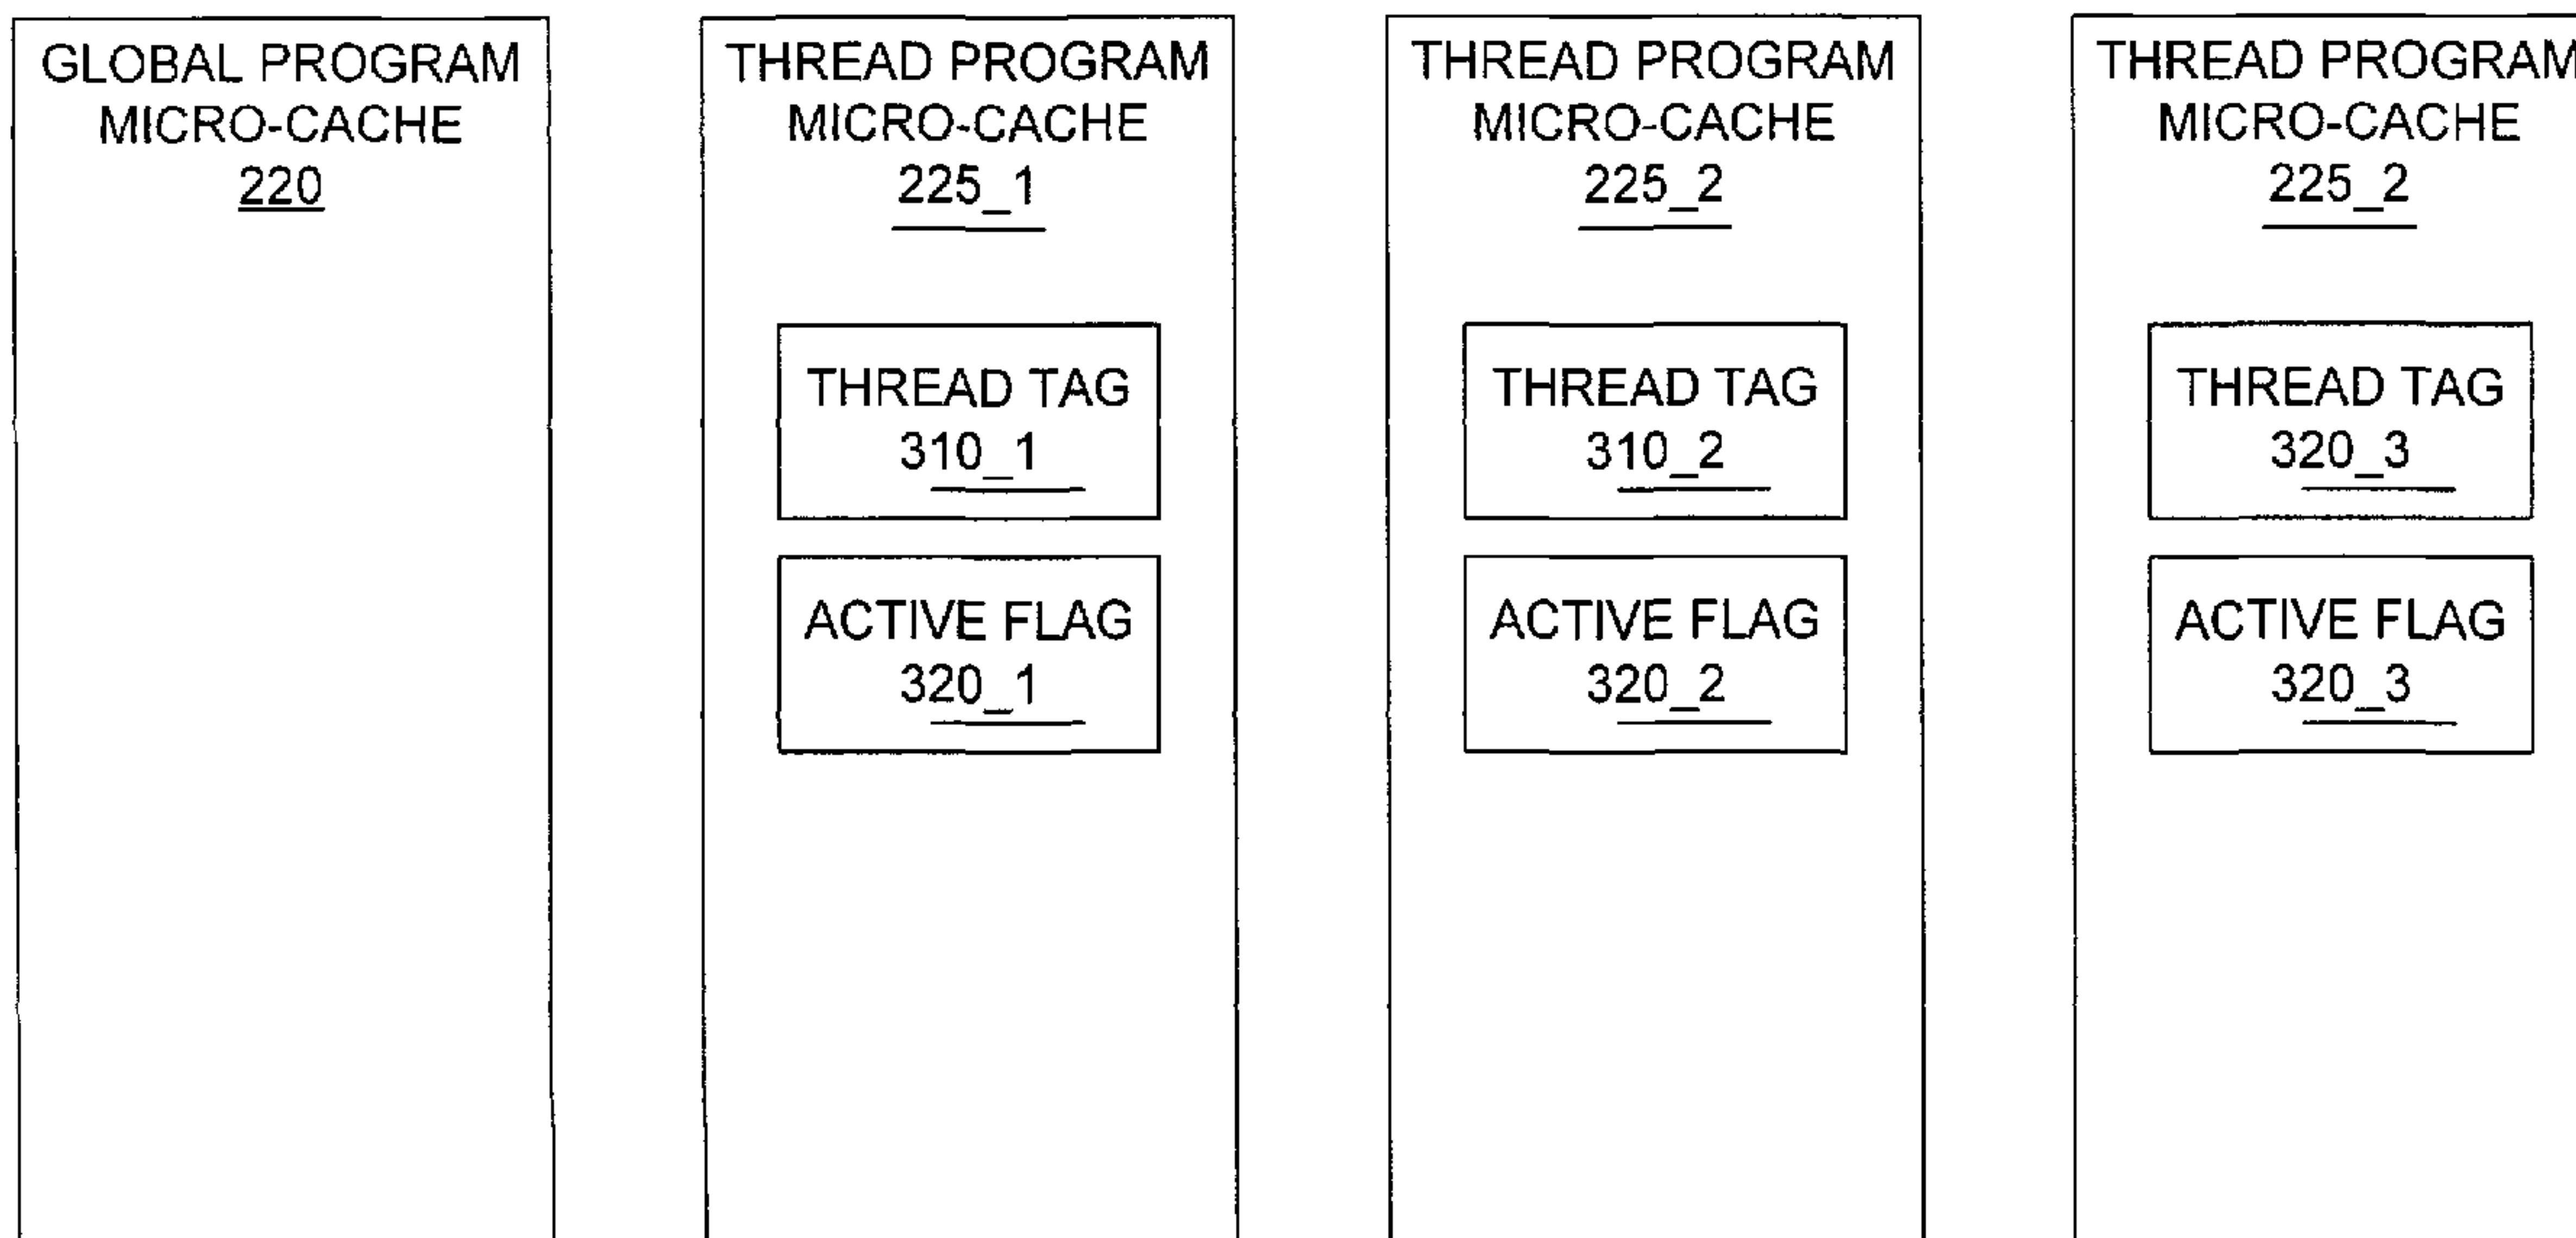 GLOBAL PROGRAM
MICRO-CACHE
220
THREAD PROGRAM
MICRO-CACHE
225_1
THREAD TAG
310_1
ACTIVE FLAG
320_1
THREAD PROGRAM
MICRO-CACHE
225_2
THREAD TAG
310_2
ACTIVE FLAG
320_2
THREAD PROGRAM
MICRO-CACHE
225_2
THREAD TAG
320_3
ACTIVE FLAG
320_3